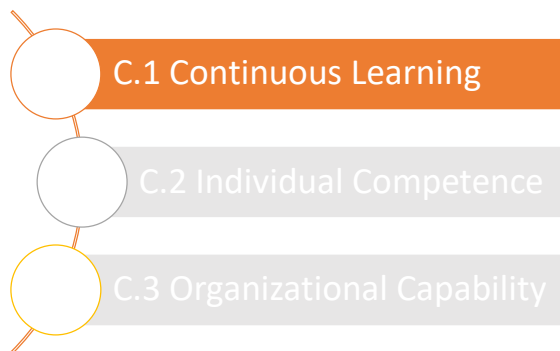 C.1 Continuous Learning
C.2 Individual Competence
C.3 Organizational Capability